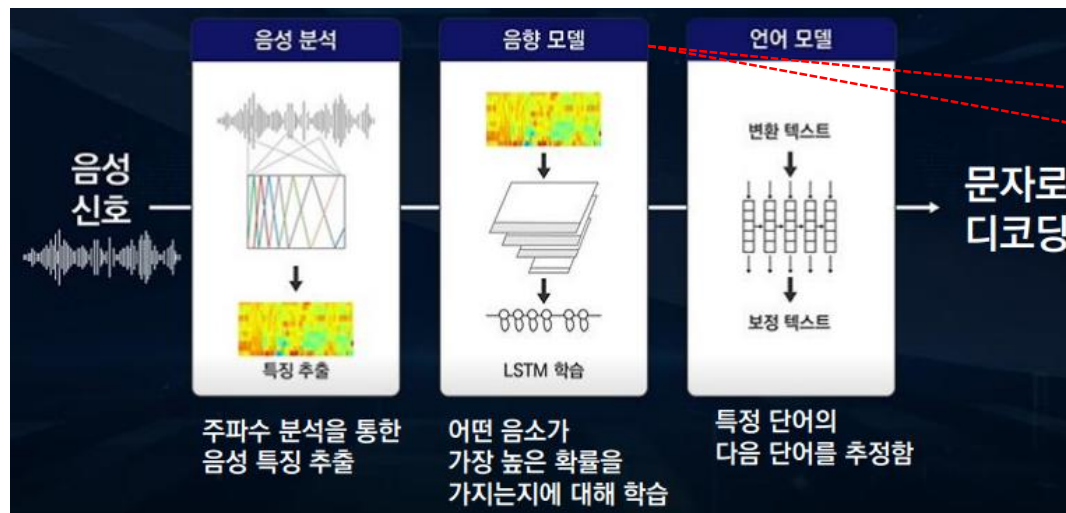 음성 분석
음향 모델
언어 모델
음성
신호
특징 추출
LSTM 학습
변환 텍스트
보정 텍스트
문자로
디코딩
주파수 분석을 통한
음성 특징 추출
어떤 음소가
가장 높은 확률을
가지는지에 대해 학습
특정 단어의
다음 단어를 추정함